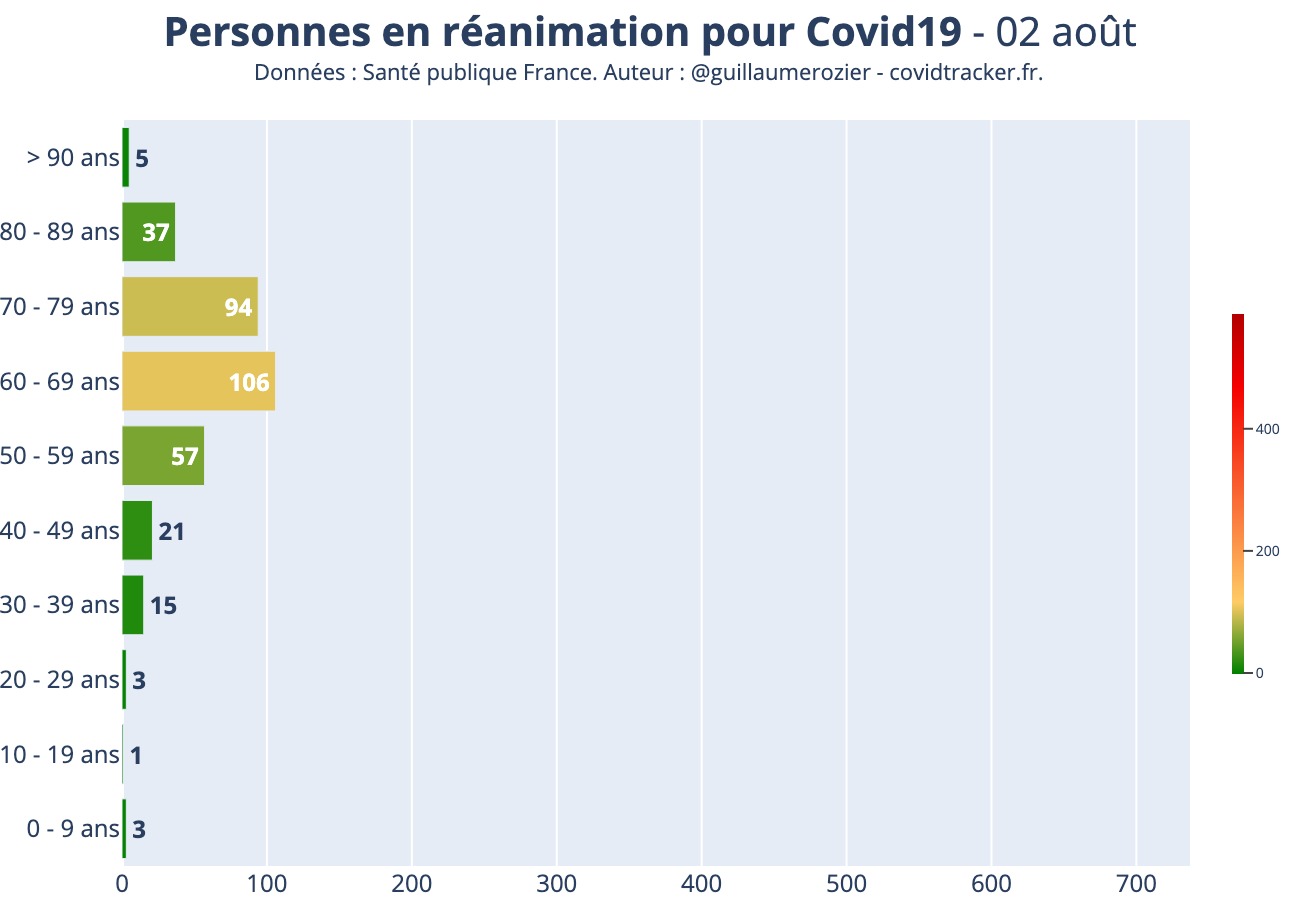 Personnes en réanimation pour Covid19 - 02 août
Données : Santé publique France. Auteur : @guillaumerozier - covidtracker.fr.
> 90 ans 5
80 - 89 ans 37
70 - 79 ans 94
60 - 69 ans 106
50 - 59 ans 57
40 - 49 ans 21
30 - 39 ans 15
20 - 29 ans 3
10 - 19 ans 1
0 - 9 ans 3
0 100 200 300 400 500 600 700
400
200
0